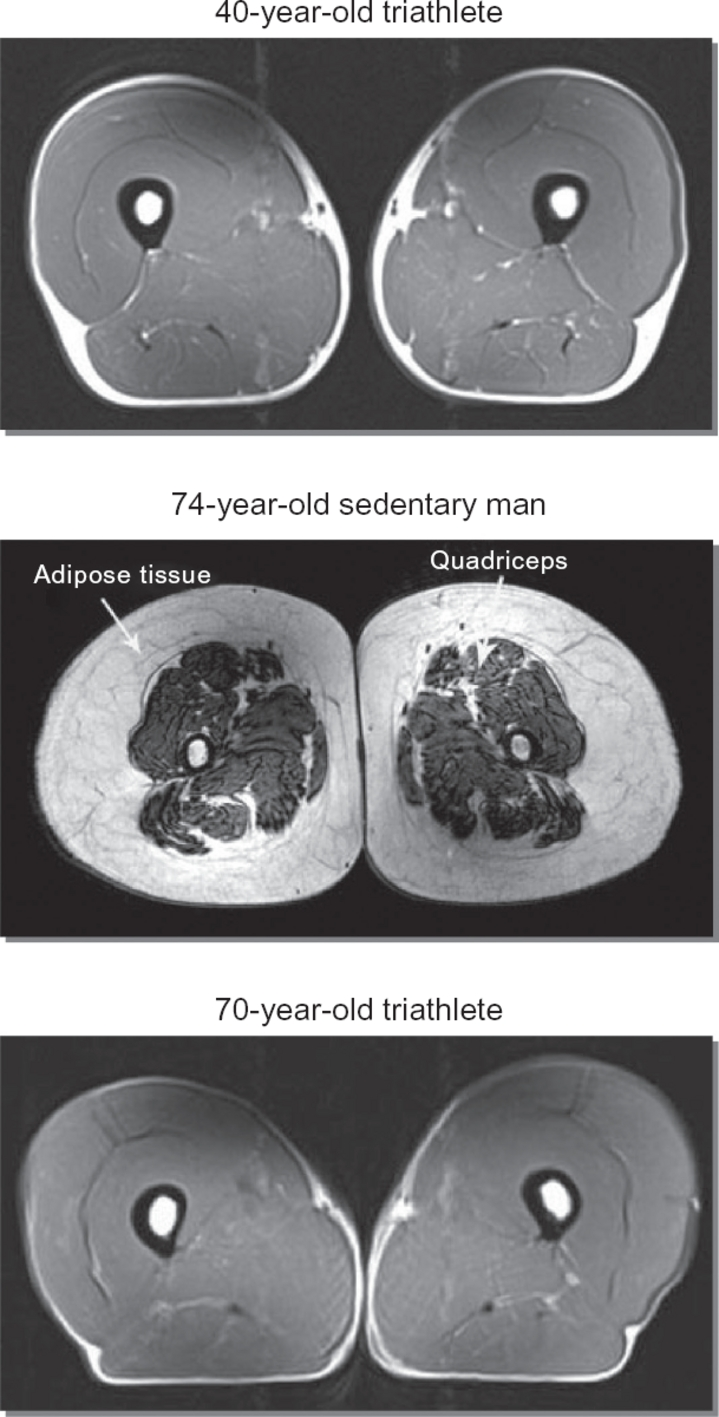 40-year-old triathlete
74-year-old sedentary man
Adipose tissue
Quadriceps
70-year-old triathlete